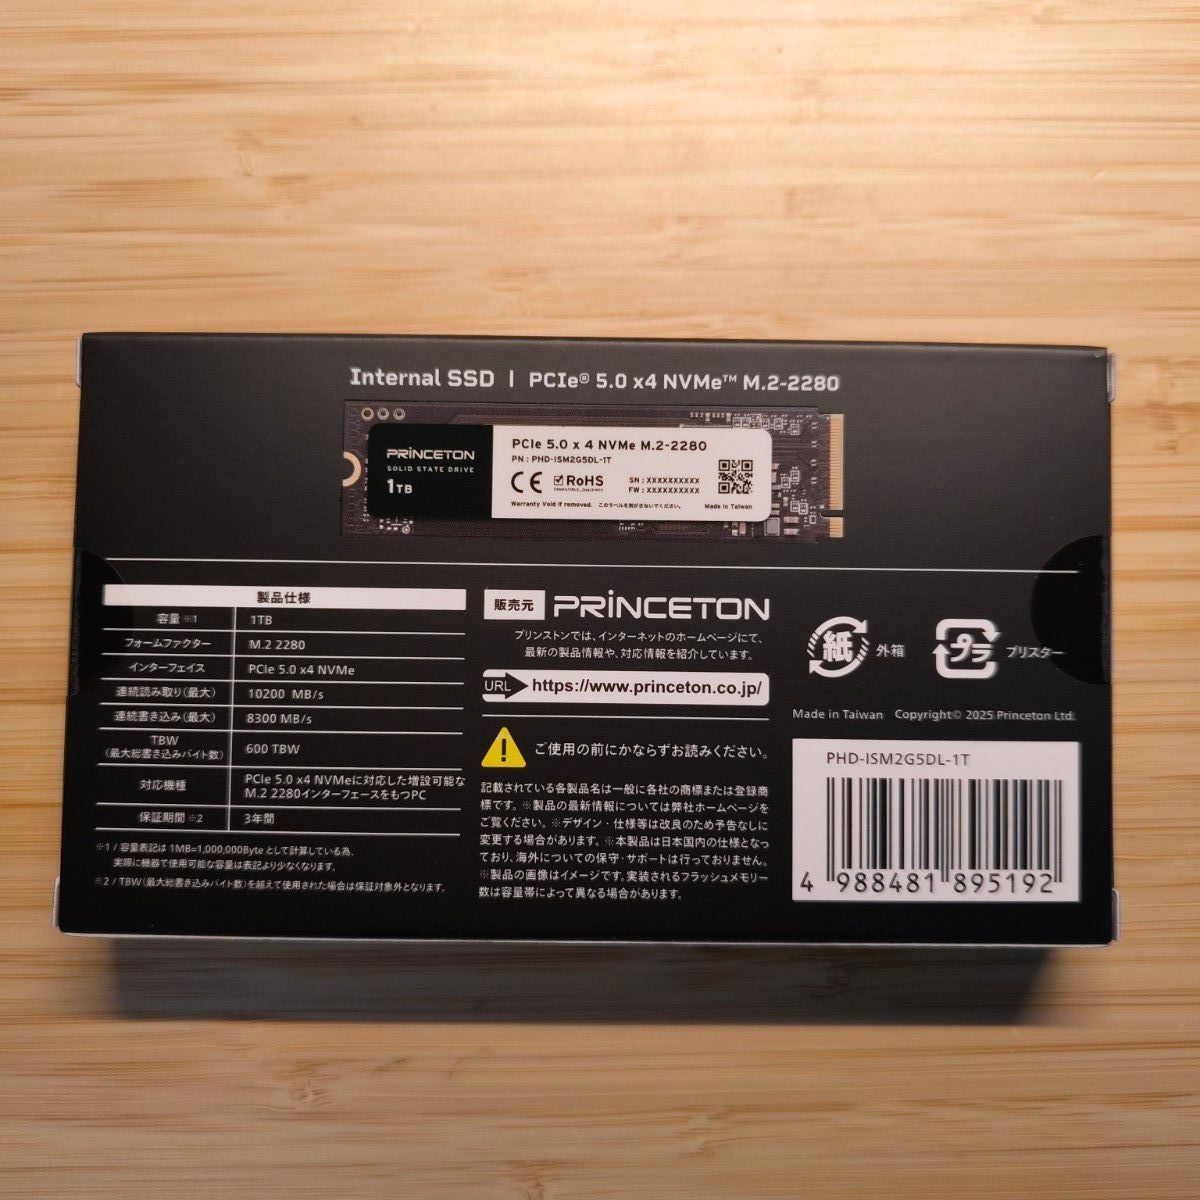 Internal SSD | PCIe® 5.0 x4 NVMe™ M.2-2280
PRINCETON
SOLID STATE DRIVE
1TB
PCIe 5.0 x 4 NVMe M.2-2280
PN : PHD-ISM2G5DL-1T
CE RoHS
SN : XXXXXXXXXX
FW : XXXXXXXXXX
Warranty Void if removed. このラベルを剥がさないでください。 Made in Taiwan
製品仕様
容量 ※1 1TB
フォームファクター M.2 2280
インターフェイス PCIe 5.0 x4 NVMe
連続読み取り(最大) 10200 MB/s
連続書き込み(最大) 8300 MB/s
TBW
(最大総書き込みバイト数) 600 TBW
対応機種 PCIe 5.0 x4 NVMeに対応した増設可能な
M.2 2280インターフェースをもつPC
保証期間 ※2 3年間
※1 / 容量表記は 1MB=1,000,000Byte として計算している為、
実際に機器で使用可能な容量は表記より少なくなります。
※2 / TBW(最大総書き込みバイト数)を越えて使用された場合は保証対象外となります。
販売元 PRINCETON
プリンストンでは、インターネットのホームページにて、
最新の製品情報や、対応情報を紹介しています。
URL https://www.princeton.co.jp/
ご使用の前にかならずお読みください。
記載されている各製品名は一般に各社の商標または登録商
標です。※製品の最新情報については弊社ホームページを
ご覧ください。※デザイン・仕様等は改良のため予告なしに
変更する場合があります。※本製品は日本国内の仕様となっ
ており、海外についての保守・サポートは行っておりません。
※製品の画像はイメージです。実装されるフラッシュメモリー
数は容量帯によって異なる場合があります。
紙 外箱
プラ ブリスター
Made in Taiwan Copyright© 2025 Princeton Ltd.
PHD-ISM2G5DL-1T
4 988481 895192